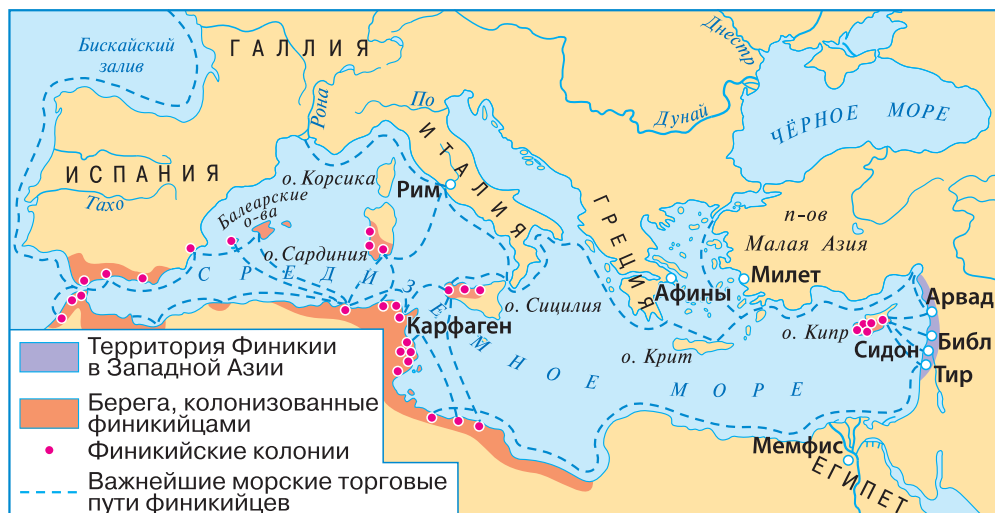 Бискайский
залив
ГАЛЛИЯ
Рона
По
Днестр
Дунай
ЧЁРНОЕ МОРЕ
ИСПАНИЯ
Тахо
Балеарские
о-ва
о. Корсика
Рим
ИТАЛИЯ
ГРЕЦИЯ
п-ов
Малая Азия
о. Сардиния
СРЕДИЗЕМНОЕ МОРЕ
о. Сицилия
Афины
Милет
Арвад
Карфаген
о. Крит
о. Кипр
Сидон
Библ
Тир
Мемфис
ЕГИПЕТ
Территория Финикии
в Западной Азии
Берега, колонизованные
финикийцами
Финикийские колонии
Важнейшие морские торговые
пути финикийцев